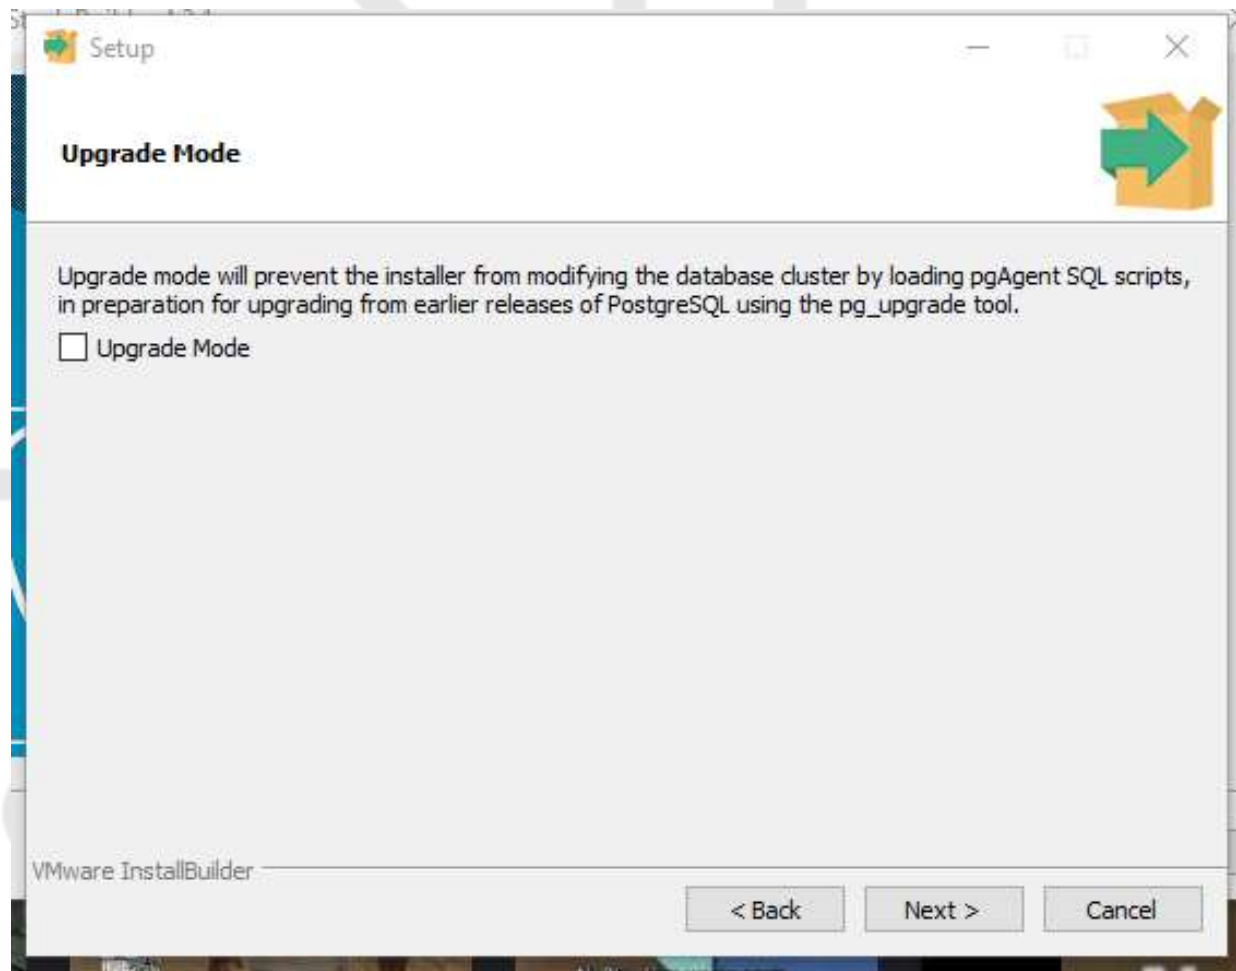 Setup
Upgrade Mode
Upgrade mode will prevent the installer from modifying the database cluster by loading pgAgent SQL scripts,
in preparation for upgrading from earlier releases of PostgreSQL using the pg_upgrade tool.
Upgrade Mode
VMware InstallBuilder
< Back
Next >
Cancel